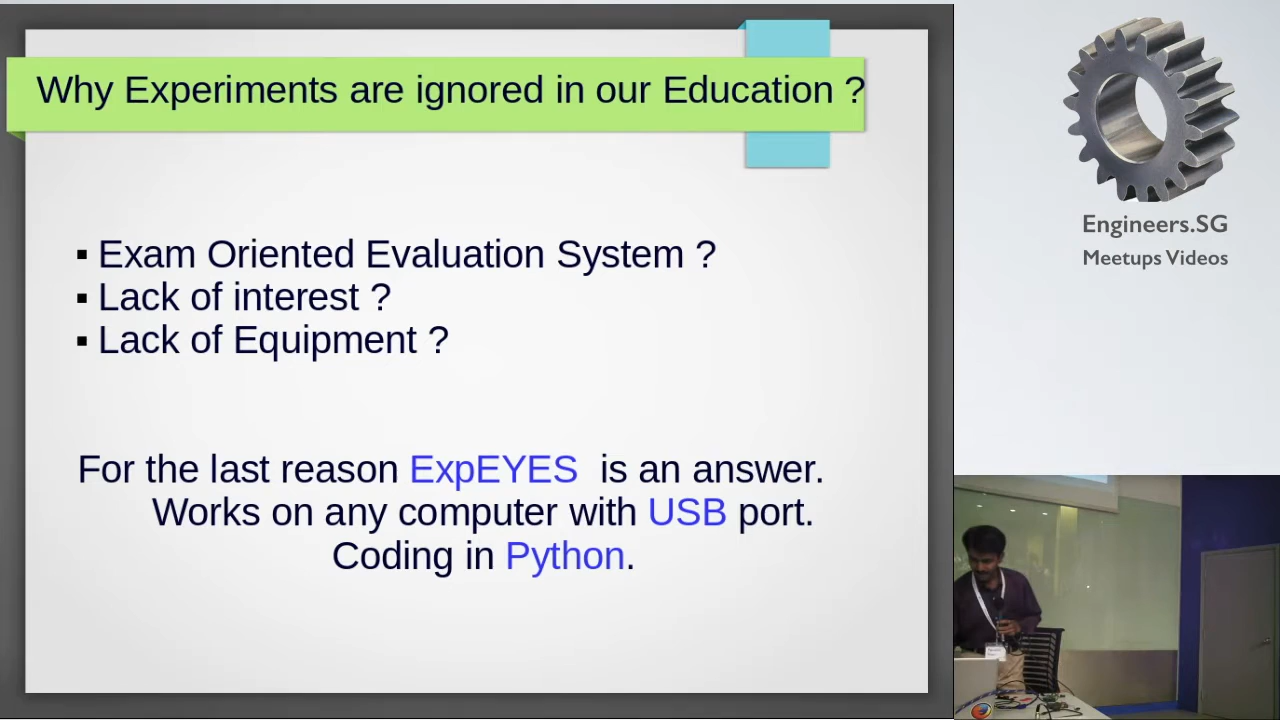 Why Experiments are ignored in our Education ?
▪ Exam Oriented Evaluation System ?
▪ Lack of interest ?
▪ Lack of Equipment ?
For the last reason ExpEYES is an answer.
Works on any computer with USB port.
Coding in Python.
Engineers.SG
Meetups Videos